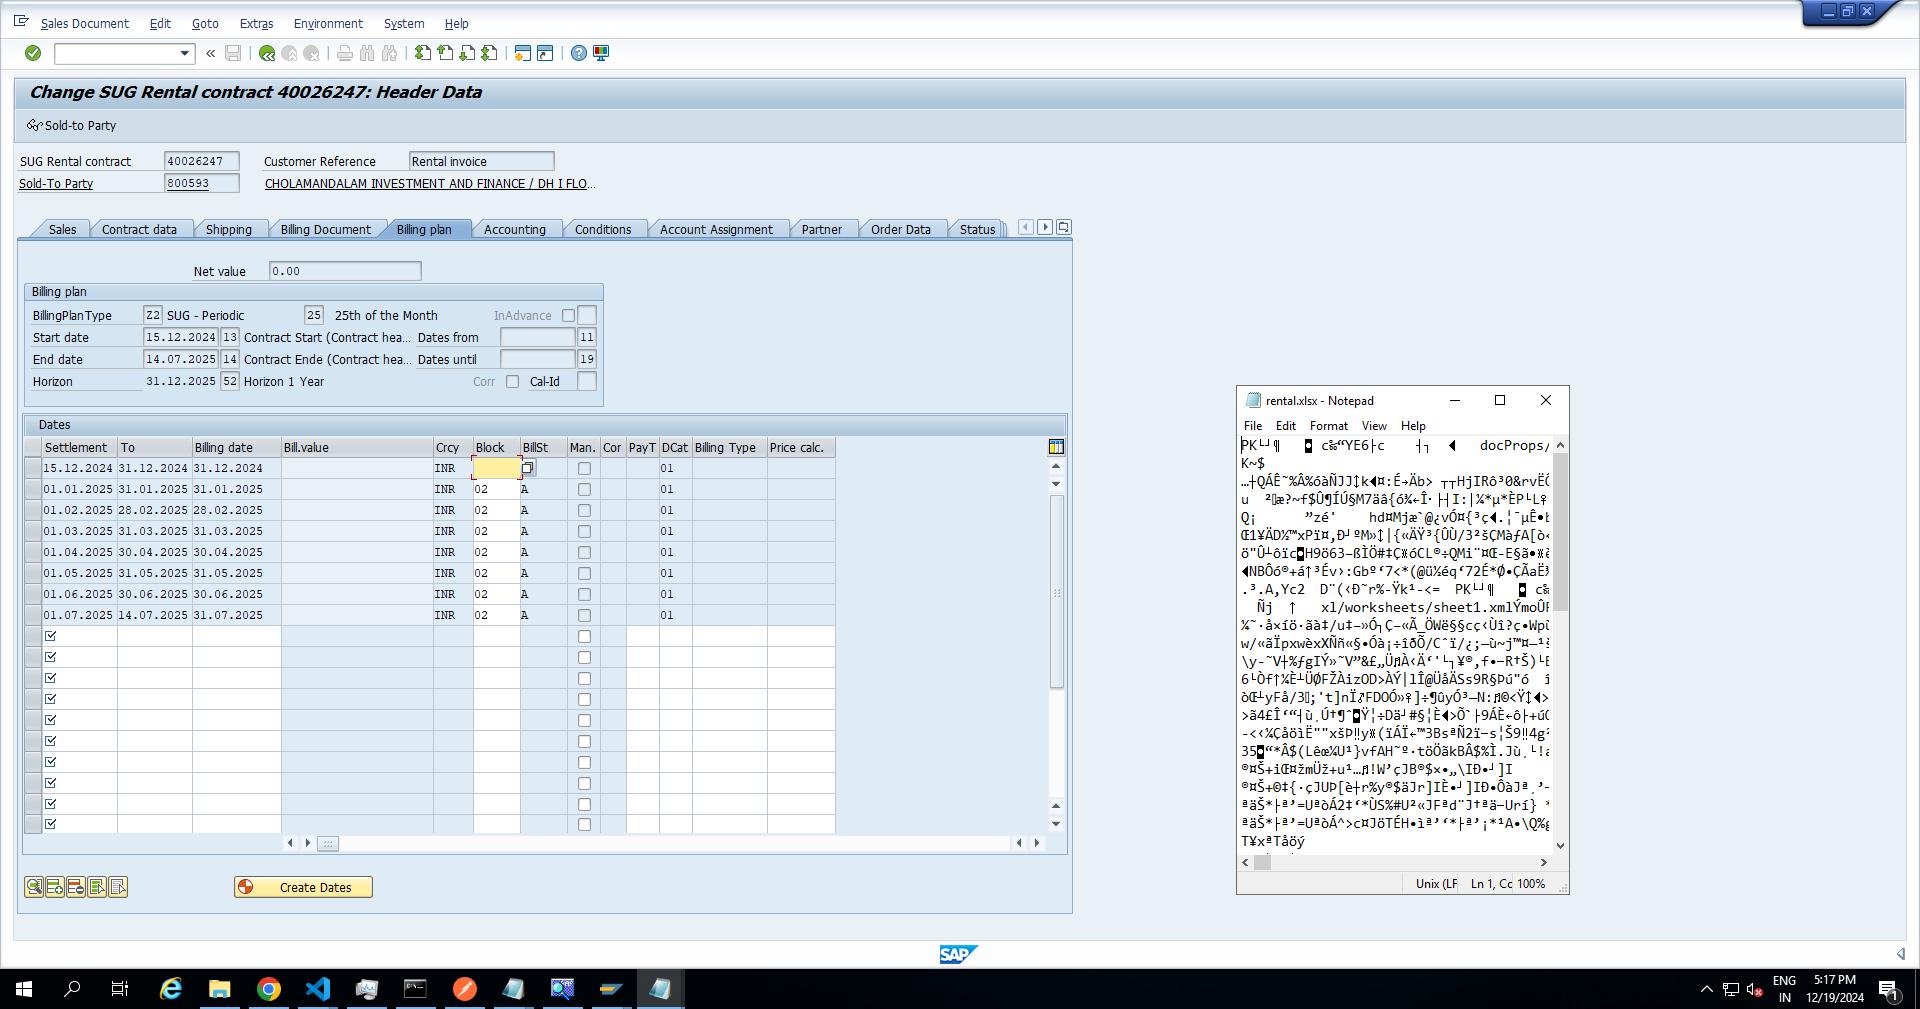 Sales Document Edit Goto Extras Environment System Help
Change SUG Rental contract 40026247: Header Data
Sold-to Party
SUG Rental contract 40026247 Customer Reference Rental invoice
Sold-To Party 800593 CHOLAMANDALAM INVESTMENT AND FINANCE / DH I FLO...
Sales Contract data Shipping Billing Document Billing plan Accounting Conditions Account Assignment Partner Order Data Status
Net value 0.00
Billing plan
BillingPlanType Z2 SUG - Periodic 25 25th of the Month InAdvance
Start date 15.12.2024 13 Contract Start (Contract hea... Dates from 11
End date 14.07.2025 14 Contract Ende (Contract hea... Dates until 19
Horizon 31.12.2025 52 Horizon 1 Year Corr Cal-Id
Dates
Settlement To Billing date Bill.value Crcy Block BillSt Man. Cor PayT DCat Billing Type Price calc.
15.12.2024 31.12.2024 31.12.2024 INR 01
01.01.2025 31.01.2025 31.01.2025 INR 02 A 01
01.02.2025 28.02.2025 28.02.2025 INR 02 A 01
01.03.2025 31.03.2025 31.03.2025 INR 02 A 01
01.04.2025 30.04.2025 30.04.2025 INR 02 A 01
01.05.2025 31.05.2025 31.05.2025 INR 02 A 01
01.06.2025 30.06.2025 30.06.2025 INR 02 A 01
01.07.2025 14.07.2025 31.07.2025 INR 02 A 01
Create Dates
SAP
rental.xlsx - Notepad
File Edit Format View Help
docProps/
K~$
xl/worksheets/sheet1.xml
Unix (LF Ln 1, Cc 100%
ENG
IN
5:17 PM
12/19/2024
1